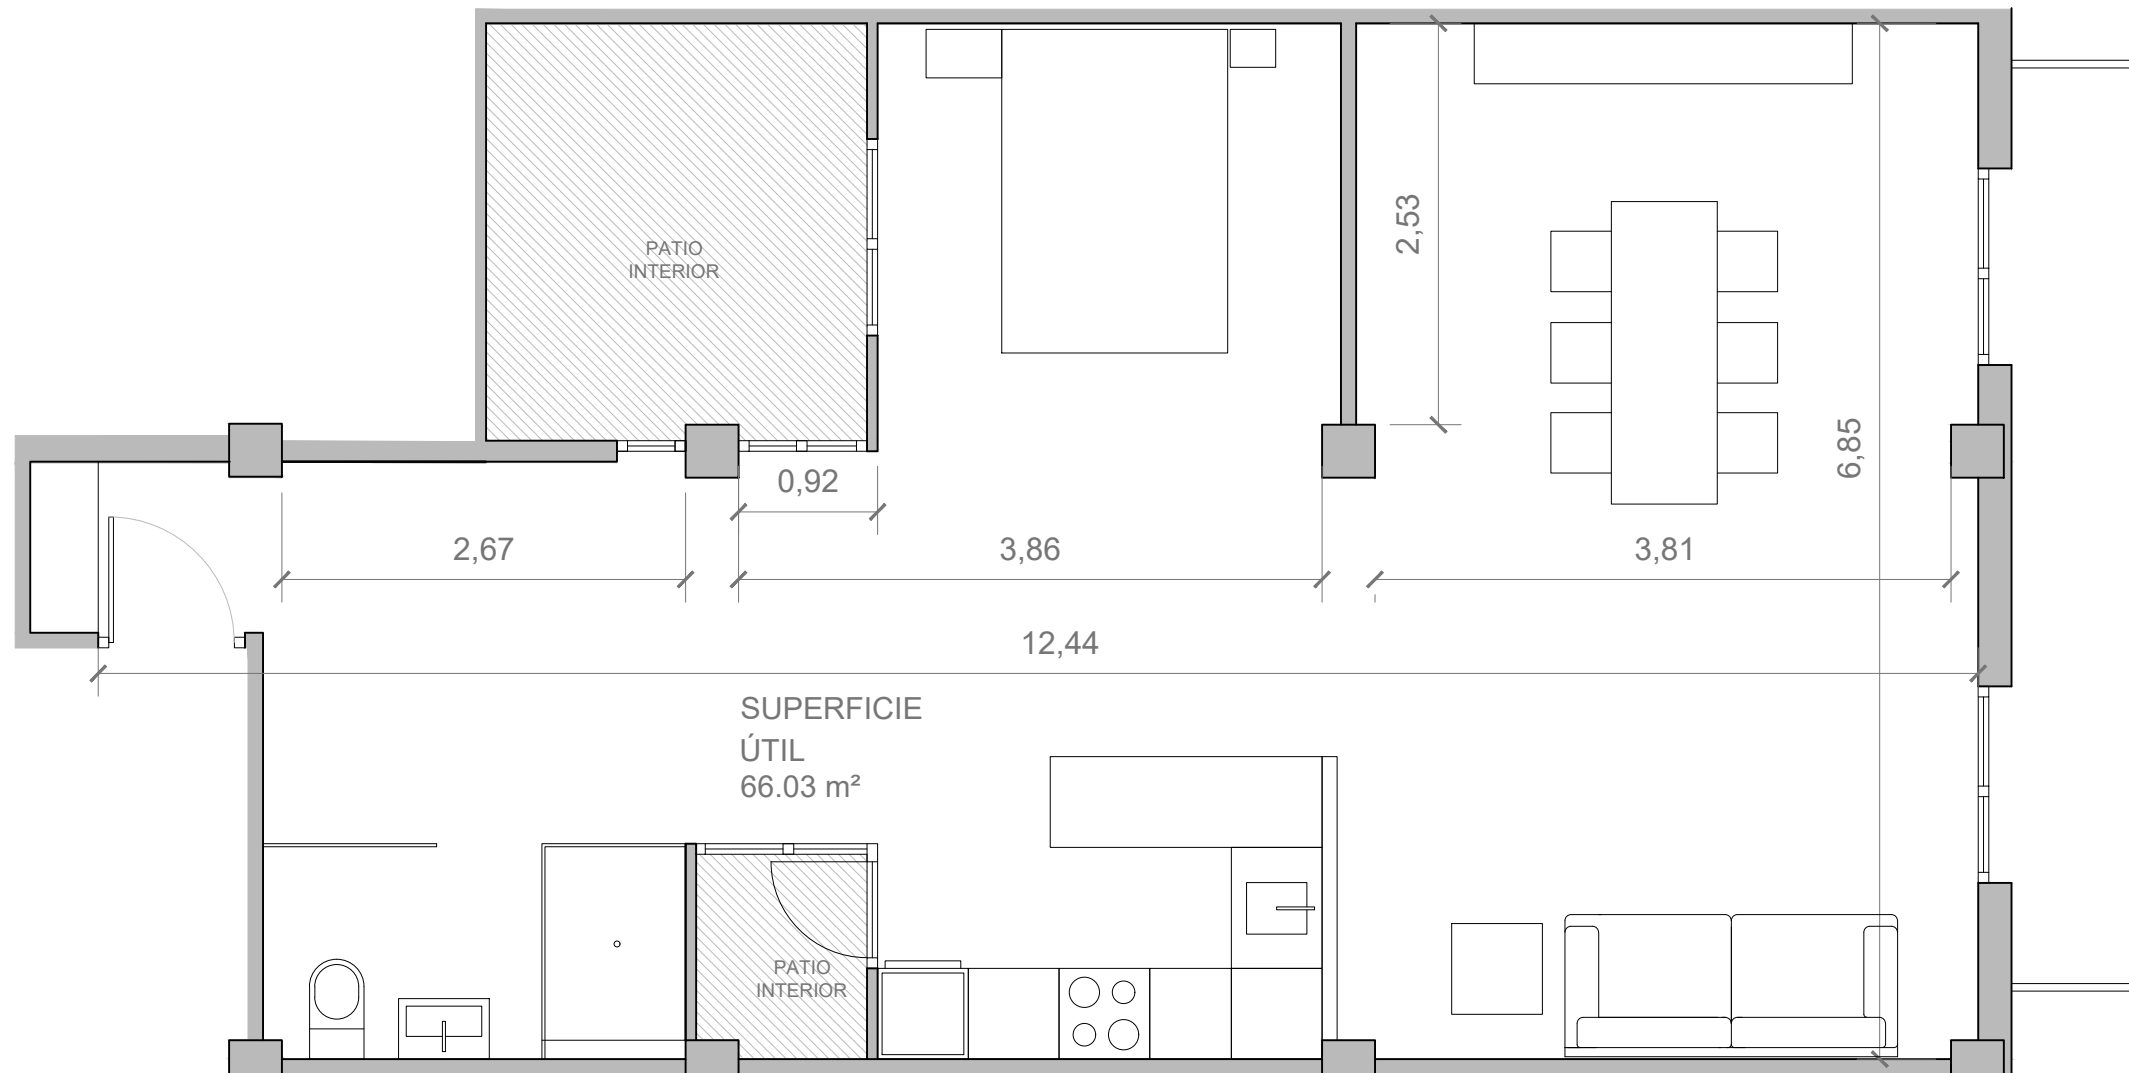 PATIO
INTERIOR
2,53
6,85
0,92
2,67
3,86
3,81
12,44
SUPERFICIE
ÚTIL
66.03 m²
PATIO
INTERIOR